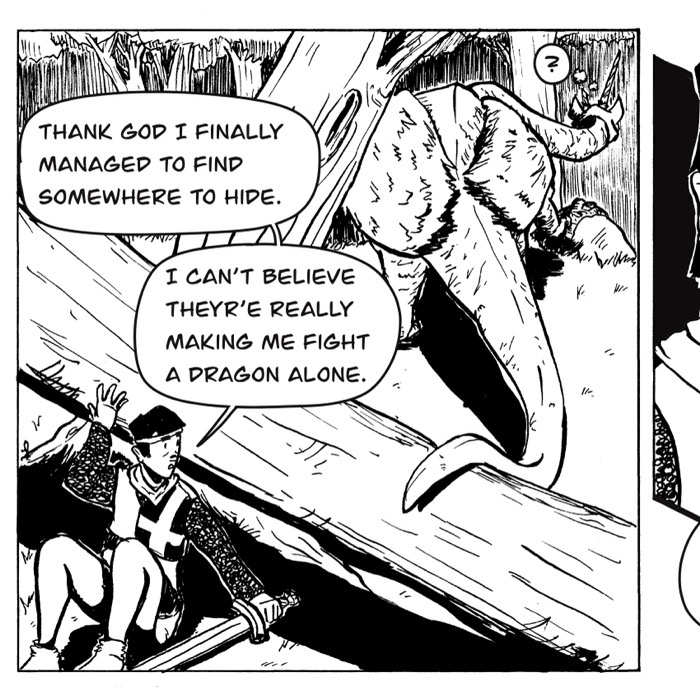 ?
THANK GOD I FINALLY
MANAGED TO FIND
SOMEWHERE TO HIDE.
I CAN'T BELIEVE
THEYR'E REALLY
MAKING ME FIGHT
A DRAGON ALONE.